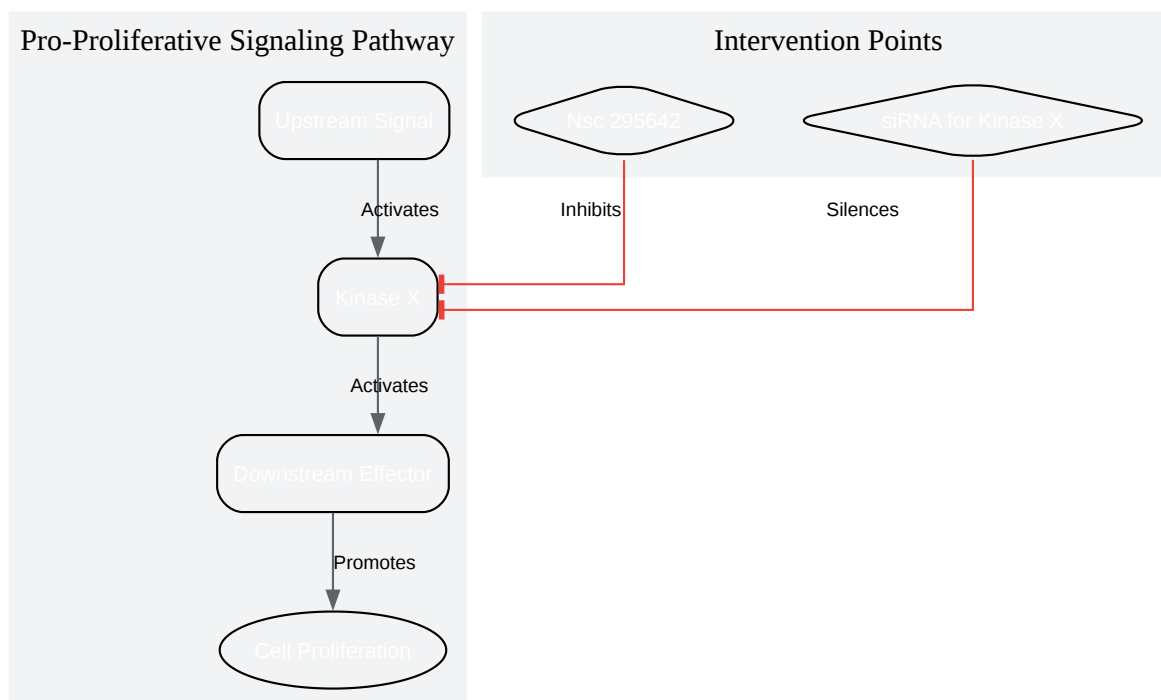 Pro-Proliferative Signaling Pathway
Intervention Points
Upstream Signal
Nsc 295642
siRNA for Kinase X
Activates
Inhibits
Silences
Kinase X
Activates
Downstream Effector
Promotes
Cell Proliferation